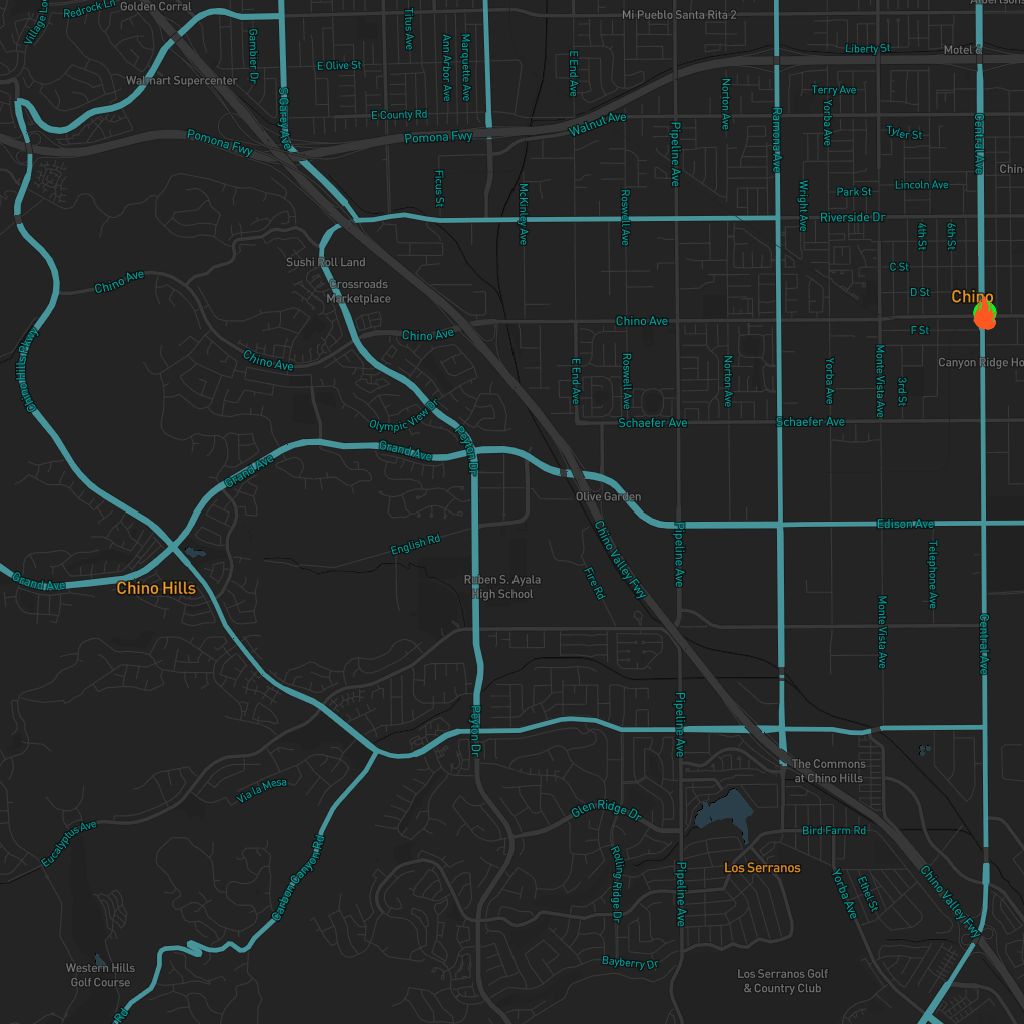 Village Loo
Redrock Ln
Golden Corral
Titus Ave
Mi Pueblo Santa Rita 2
Albertsons
Gambier Dr
Ann Arbor Ave
Marquette Ave
E End Ave
Liberty St
Motel 6
E Olive St
Walmart Supercenter
Terry Ave
S Garey Ave
E County Rd
Norton Ave
Yorba Ave
Walnut Ave
Pomona Fwy
Pomona Fwy
Pipeline Ave
Ramona Ave
Tyler St
Central Ave
Chino
Ficus St
McKinley Ave
Roswell Ave
Wright Ave
Park St
Lincoln Ave
Riverside Dr
4th St
6th St
Sushi Roll Land
C St
Chino Ave
Crossroads
Marketplace
D St
Chino
Chino Ave
Chino Ave
F St
Chino Hills Pkwy
Chino Ave
E End Ave
Roswell Ave
Norton Ave
Yorba Ave
Monte Vista Ave
3rd St
Canyon Ridge Ho
Olympic View Dr
Schaefer Ave
Schaefer Ave
Grand Ave
Peyton Dr
Grand Ave
Olive Garden
Edison Ave
English Rd
Chino Valley Fwy
Pipeline Ave
Telephone Ave
Grand Ave
Chino Hills
Ruben S. Ayala
High School
Fire Rd
Monte Vista Ave
Central Ave
Peyton Dr
Pipeline Ave
The Commons
at Chino Hills
Via la Mesa
Glen Ridge Dr
Bird Farm Rd
Eucalyptus Ave
Carbon Canyon Rd
Rolling Ridge Dr
Pipeline Ave
Los Serranos
Yorba Ave
Ethel St
Chino Valley Fwy
Western Hills
Golf Course
Bayberry Dr
Los Serranos Golf
& Country Club
Rd